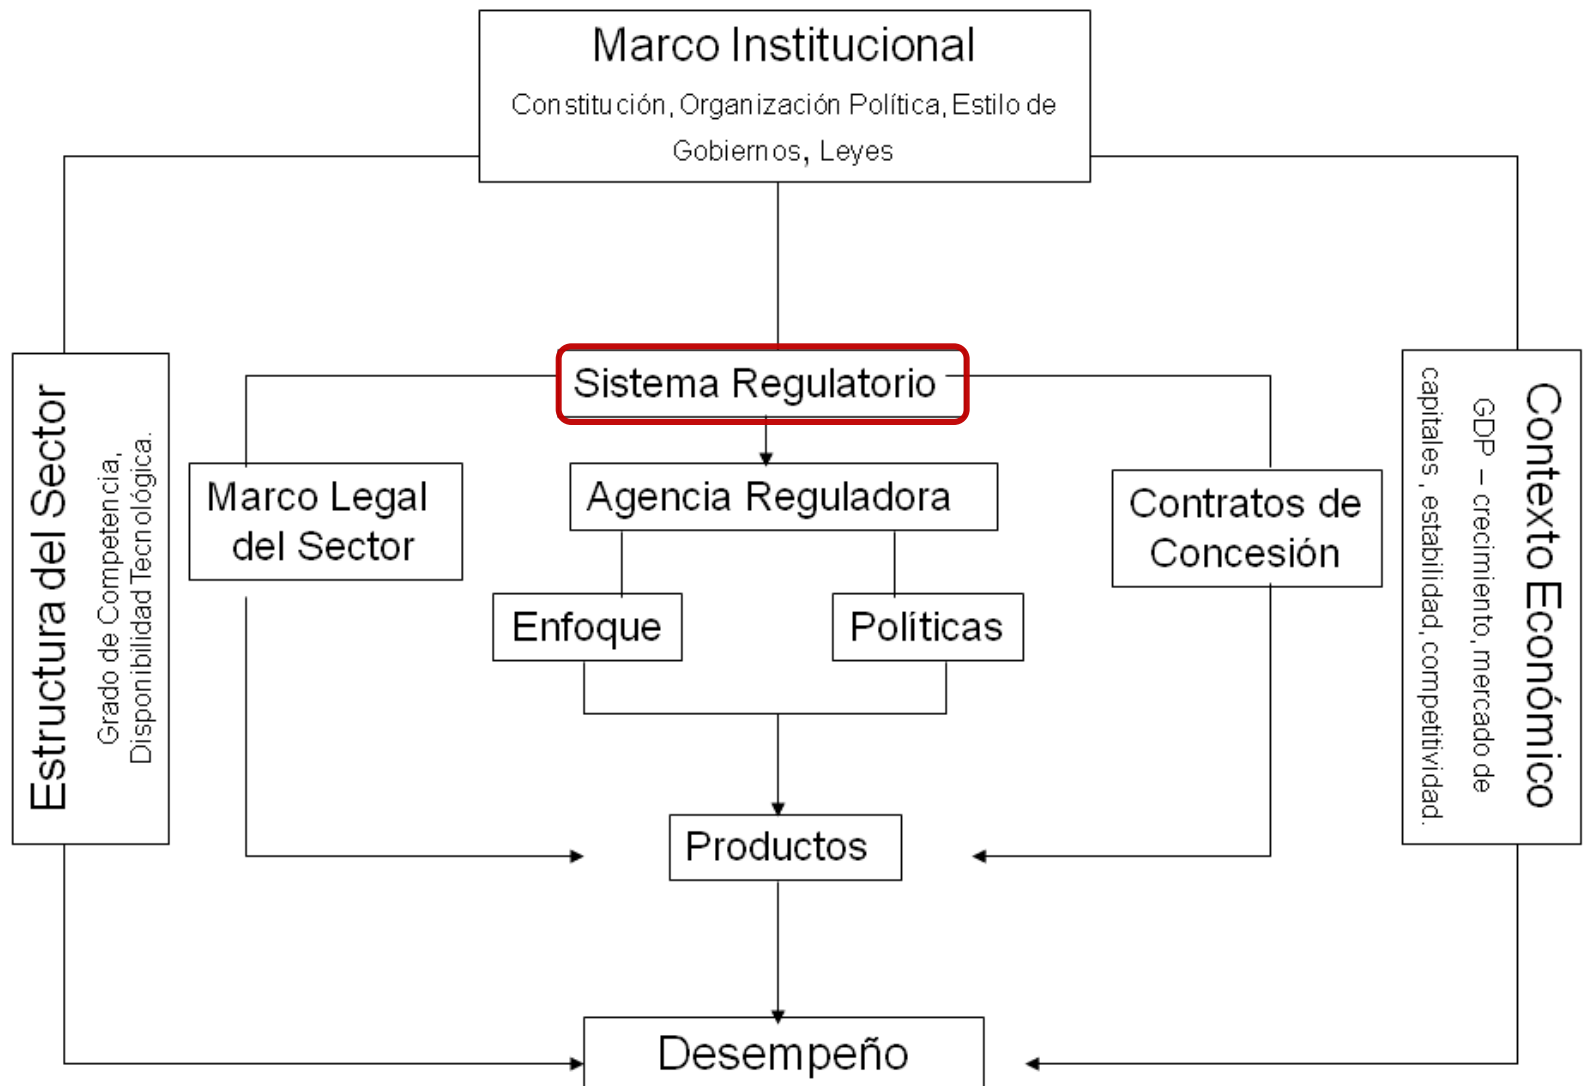 Marco Institucional
Constitución, Organización Política, Estilo de
Gobiernos, Leyes
Estructura del Sector
Grado de Competencia,
Disponibilidad Tecnológica.
Sistema Regulatorio
Marco Legal
del Sector
Agencia Reguladora
Contratos de
Concesión
Enfoque
Políticas
Productos
Desempeño
Contexto Económico
GDP – crecimiento, mercado de
capitales, estabilidad, competitividad.